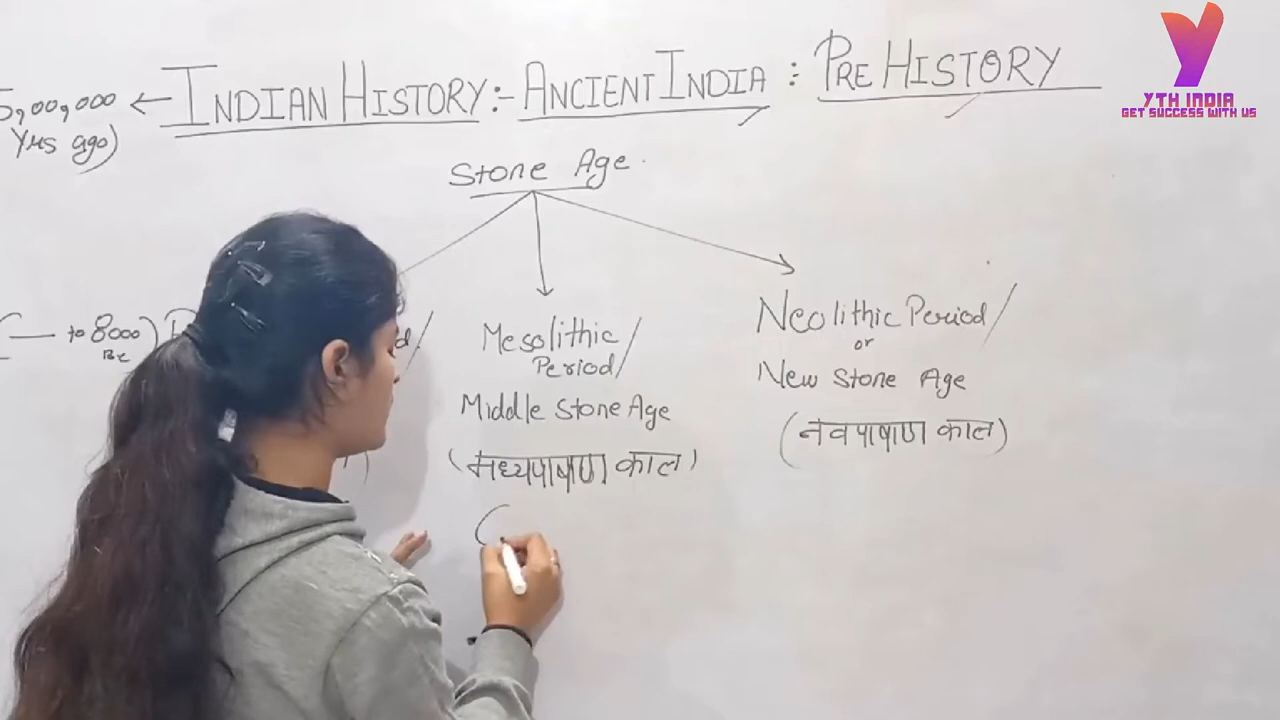 5,00,000 ← INDIAN HISTORY:- ANCIENT INDIA : PRE HISTORY
Yrs ago)
YTH INDIA
GET SUCCESS WITH US
Stone Age
to 8000)
BC
Mesolithic /
Period/
Middle Stone Age
(मध्यपाषाण काल)
Neolithic Period/
or
New Stone Age
(नवपाषाण काल)